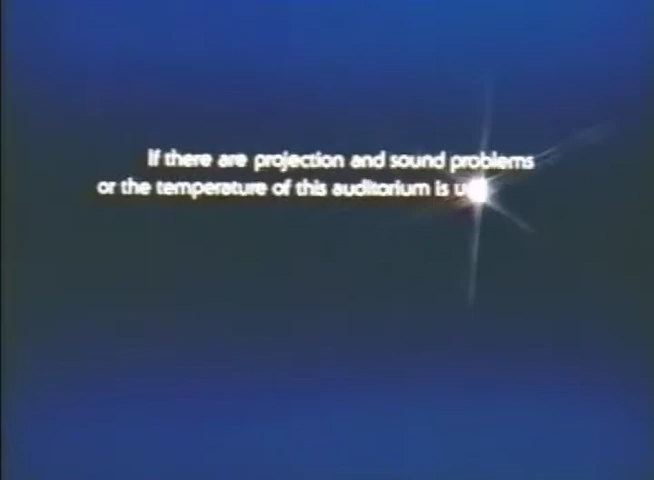 If there are projection and sound problems
or the temperature of this auditorium is u